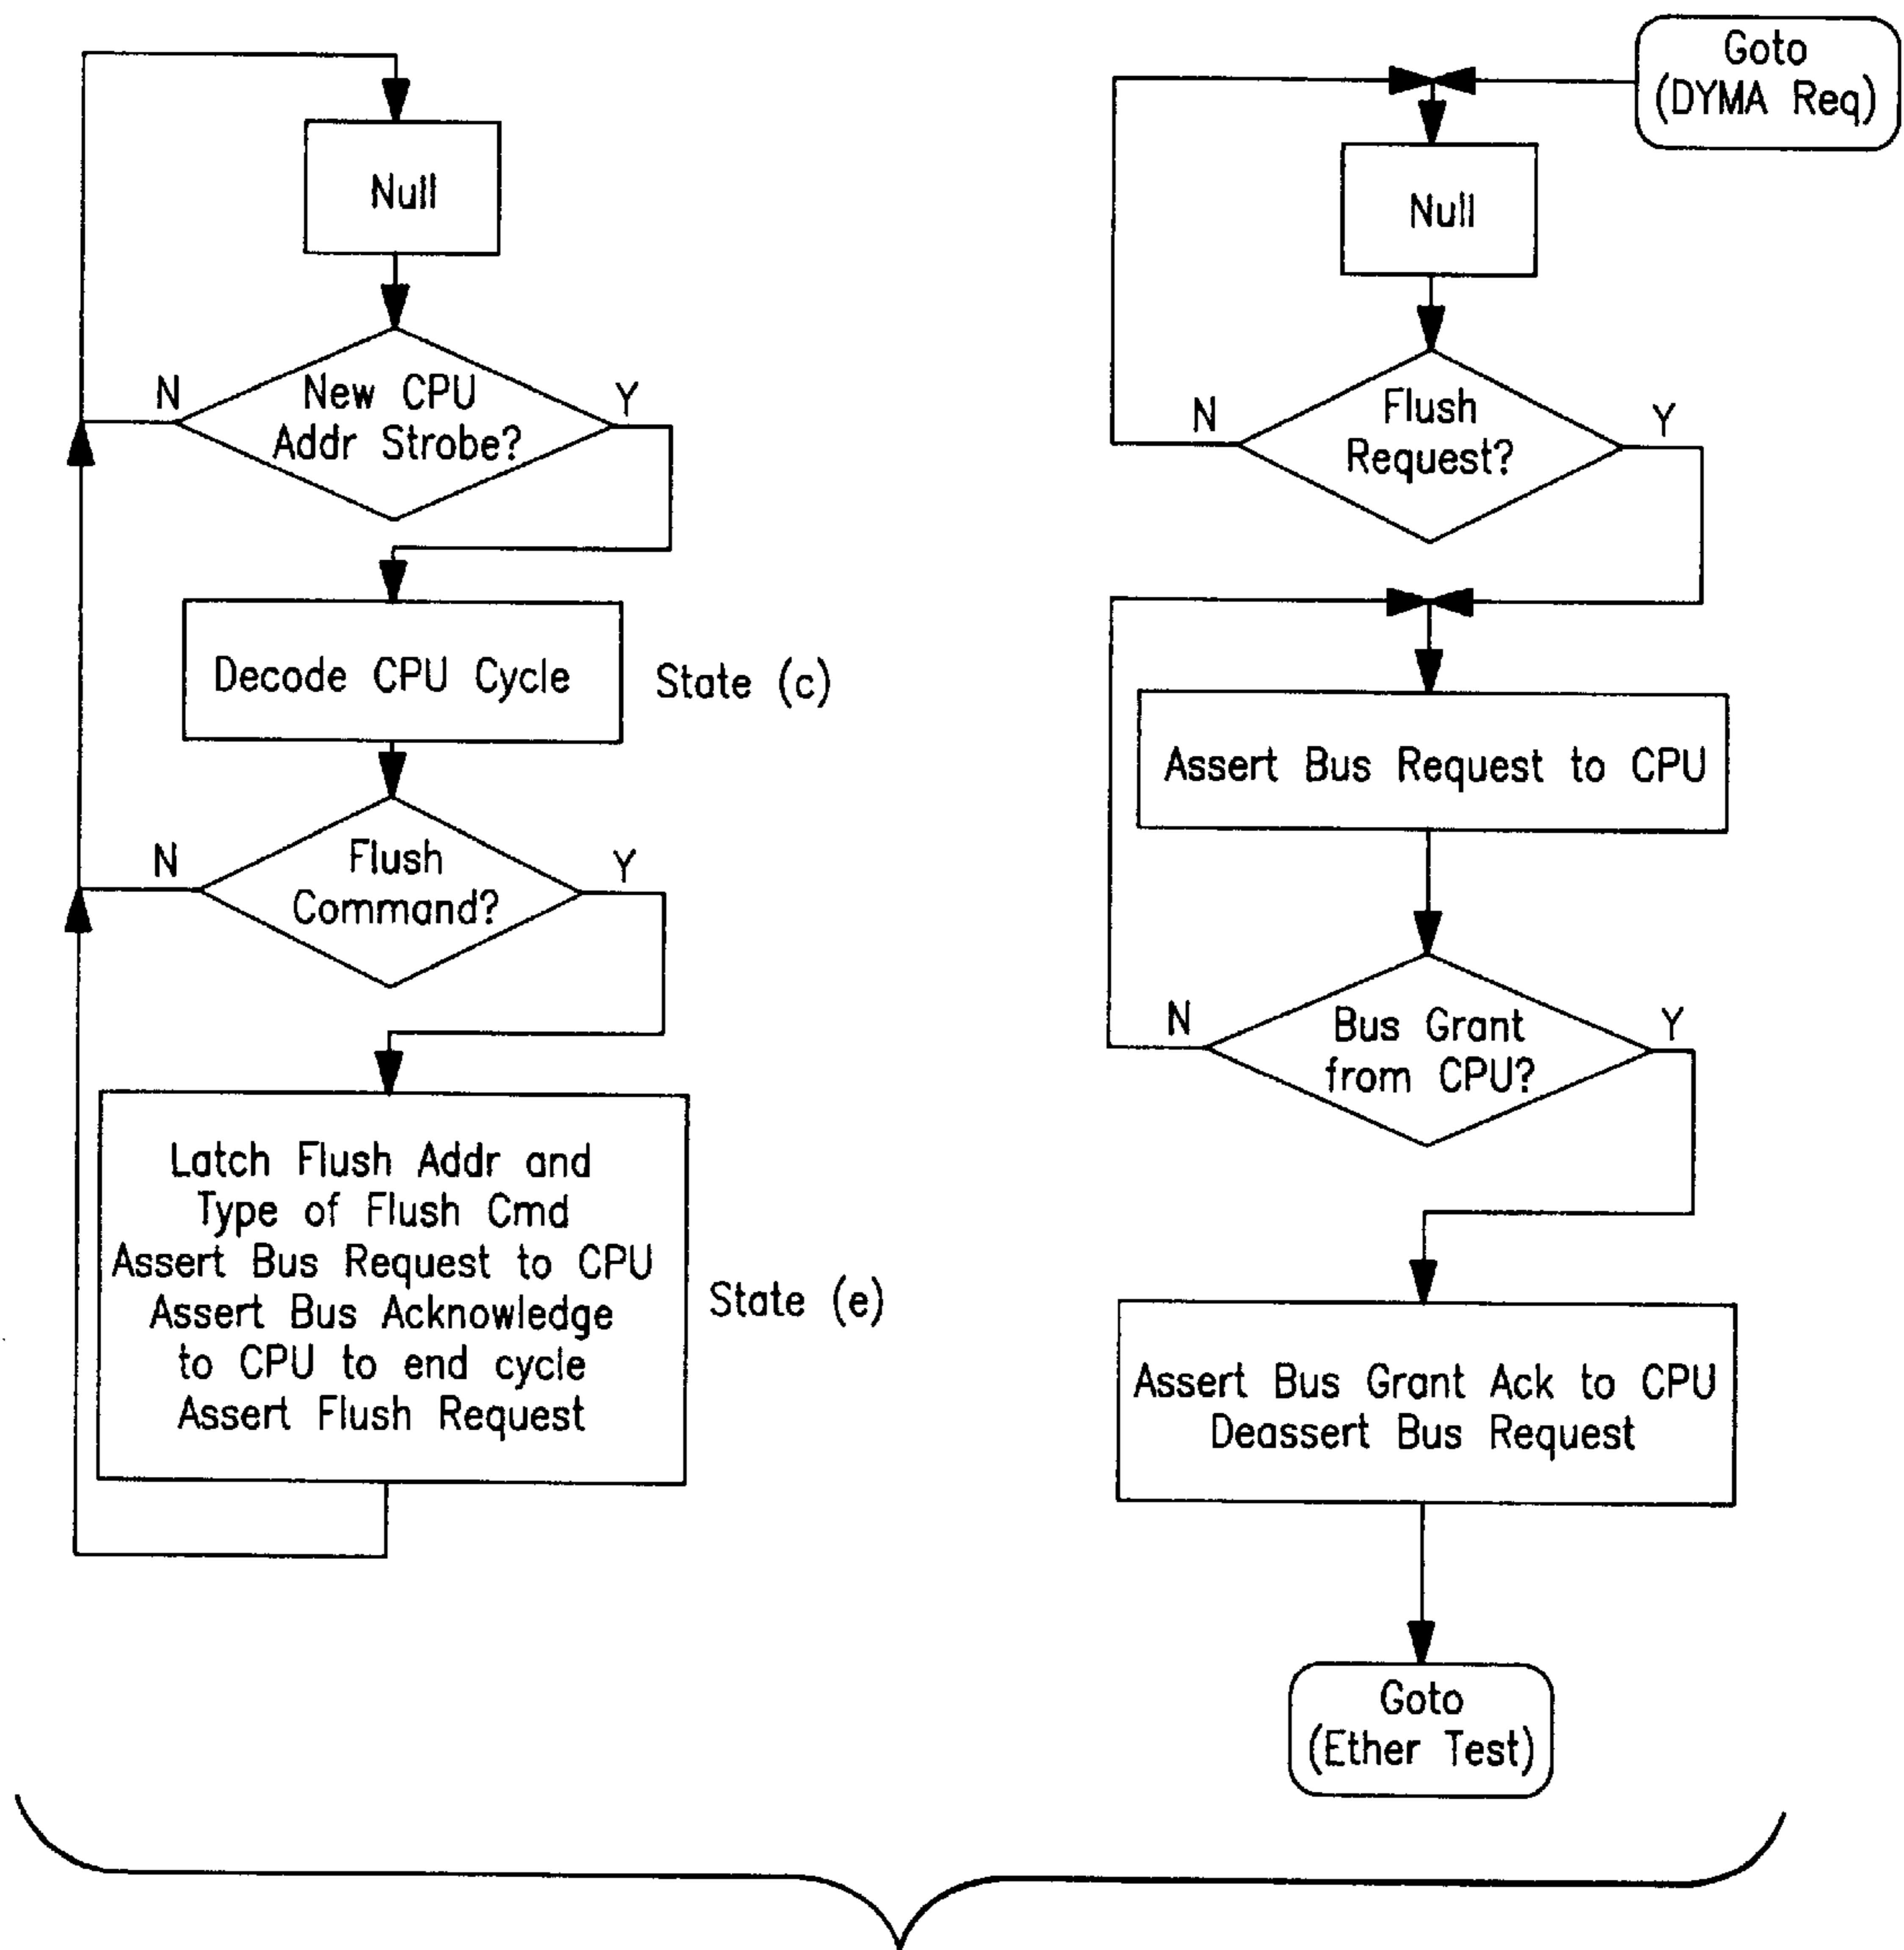 Null
New CPU
Addr Strobe?
N
Y
Decode CPU Cycle
State (c)
Flush
Command?
N
Y
Latch Flush Addr and
Type of Flush Cmd
Assert Bus Request to CPU
Assert Bus Acknowledge
to CPU to end cycle
Assert Flush Request
State (e)
Goto
(DYMA Req)
Null
Flush
Request?
N
Y
Assert Bus Request to CPU
Bus Grant
from CPU?
N
Y
Assert Bus Grant Ack to CPU
Deassert Bus Request
Goto
(Ether Test)